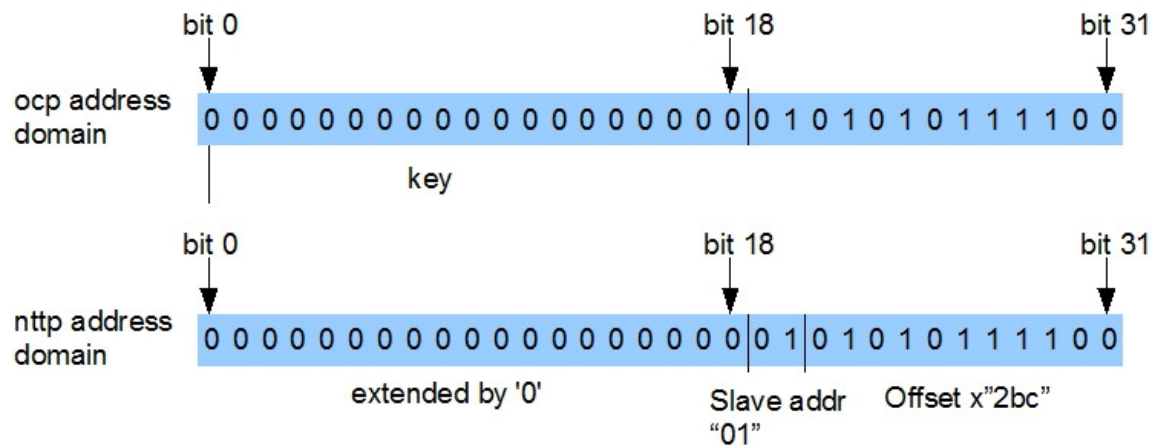 bit 0 bit 18 bit 31
ocp address
domain
0 0 0 0 0 0 0 0 0 0 0 0 0 0 0 0 0 0 0 0 1 0 1 0 1 0 1 1 1 1 0 0
key
bit 0 bit 18 bit 31
nttp address
domain
0 0 0 0 0 0 0 0 0 0 0 0 0 0 0 0 0 0 0 0 1 0 1 0 1 0 1 1 1 1 0 0
extended by '0'
Slave addr
“01”
Offset x”2bc”